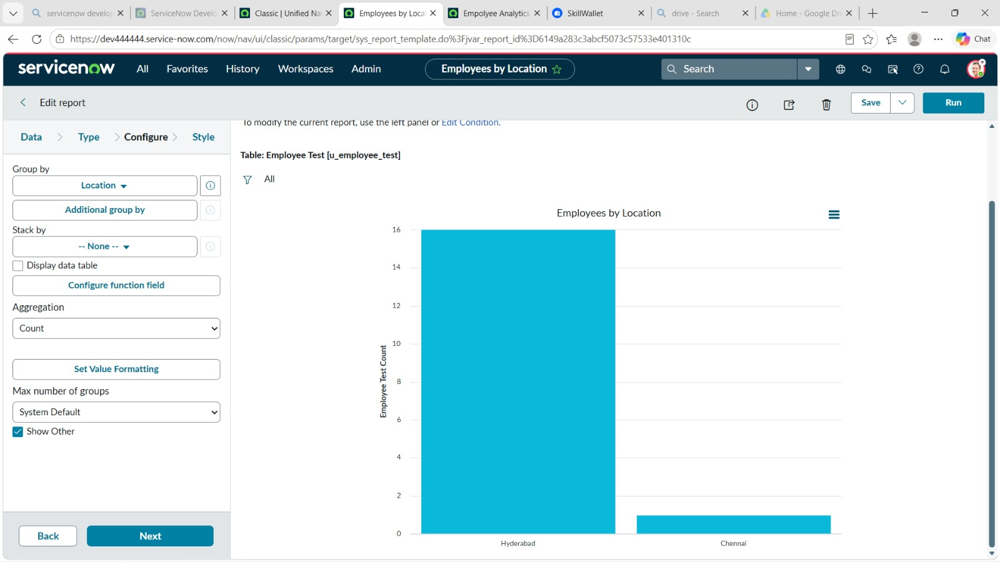 servicenow develop
ServiceNow Develo
Classic | Unified Na
Employees by Locat
Empolyee Analytics
SkillWallet
drive - Search
Home - Google Dri
https://dev444444.service-now.com/now/nav/ui/classic/params/target/sys_report_template.do%3Fjvar_report_id%3D6149a283c3abcf5073c57533e401310c
Chat
servicenow
All
Favorites
History
Workspaces
Admin
Employees by Location
Search
Edit report
Save
Run
Data
Type
Configure
Style
To modify the current report, use the left panel or Edit Condition.
Table: Employee Test [u_employee_test]
All
Group by
Location
Additional group by
Stack by
-- None --
Display data table
Configure function field
Aggregation
Count
Set Value Formatting
Max number of groups
System Default
Show Other
Back
Next
Employees by Location
16
14
12
10
8
6
4
2
0
Employee Test Count
Hyderabad
Chennai